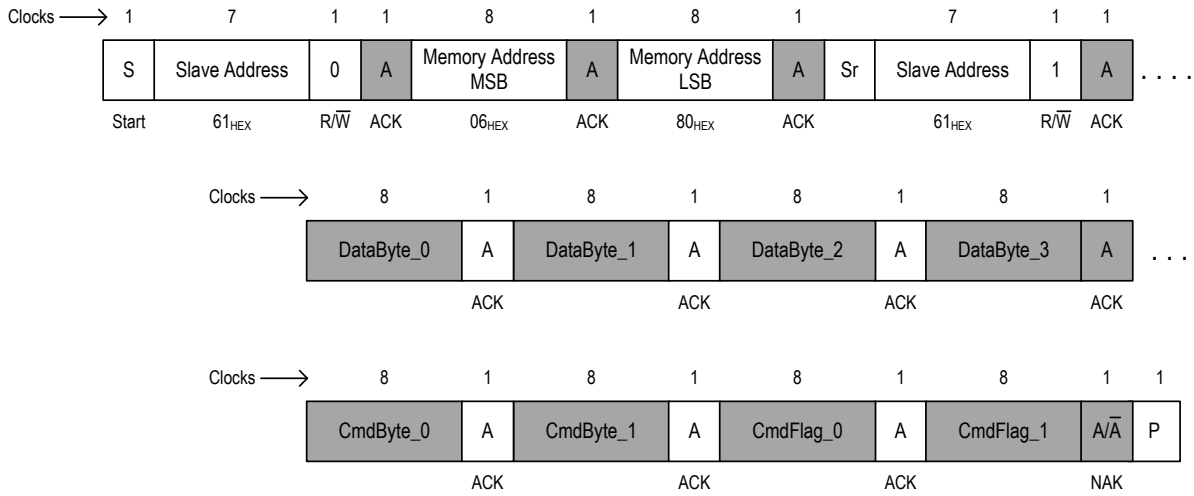 Clocks 1 7 1 1 8 1 8 1 7 1 1
S Slave Address 0 A Memory Address MSB A Memory Address LSB A Sr Slave Address 1 A . . . .
Start 61HEX R/W̅ ACK 06HEX ACK 80HEX ACK 61HEX R/W̅ ACK
Clocks 8 1 8 1 8 1 8 1
DataByte_0 A DataByte_1 A DataByte_2 A DataByte_3 A . . .
ACK ACK ACK ACK
Clocks 8 1 8 1 8 1 8 1 1
CmdByte_0 A CmdByte_1 A CmdFlag_0 A CmdFlag_1 A/A̅ P
ACK ACK ACK NAK